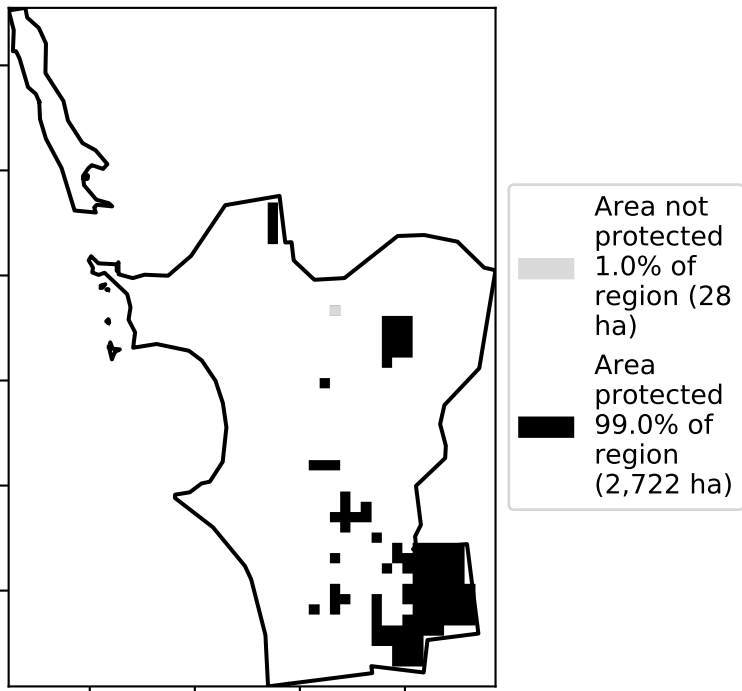 Area not
protected
1.0% of
region (28
ha)
Area
protected
99.0% of
region
(2,722 ha)